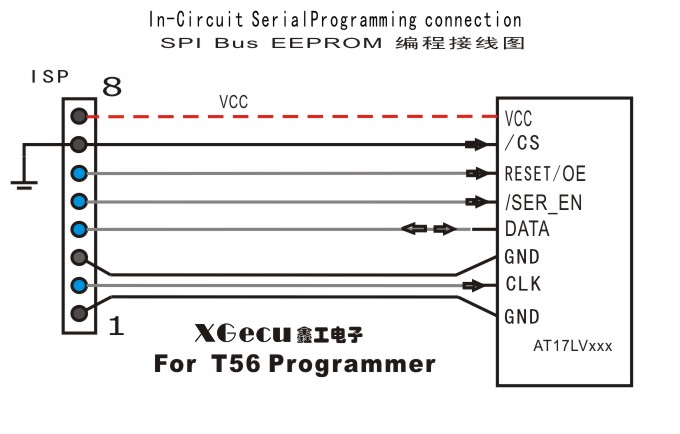 In-Circuit SerialProgramming connection
SPI Bus EEPROM 编程接线图
ISP
8
VCC
VCC
/CS
RESET/OE
/SER_EN
DATA
GND
CLK
GND
1
XGecu 鑫工电子
For T56 Programmer
AT17LVxxx